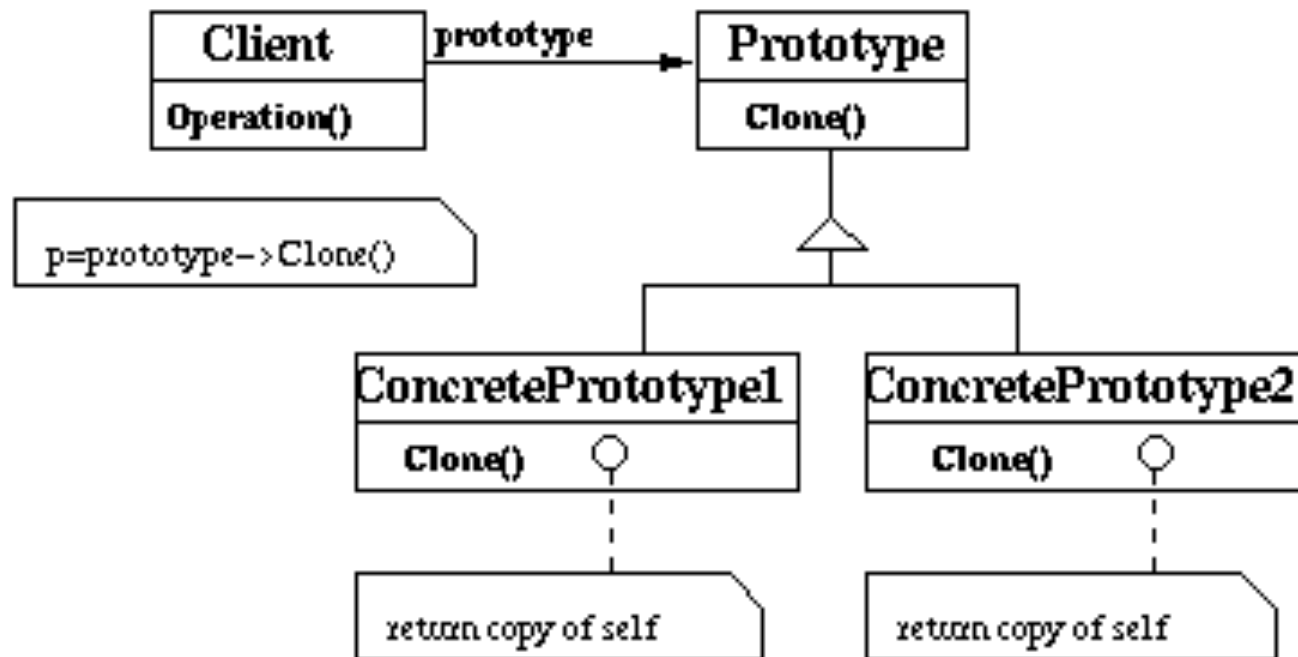 Client
prototype
Prototype
Operation()
Clone()
p=prototype->Clone()
ConcretePrototype1
ConcretePrototype2
Clone()
Clone()
return copy of self
return copy of self